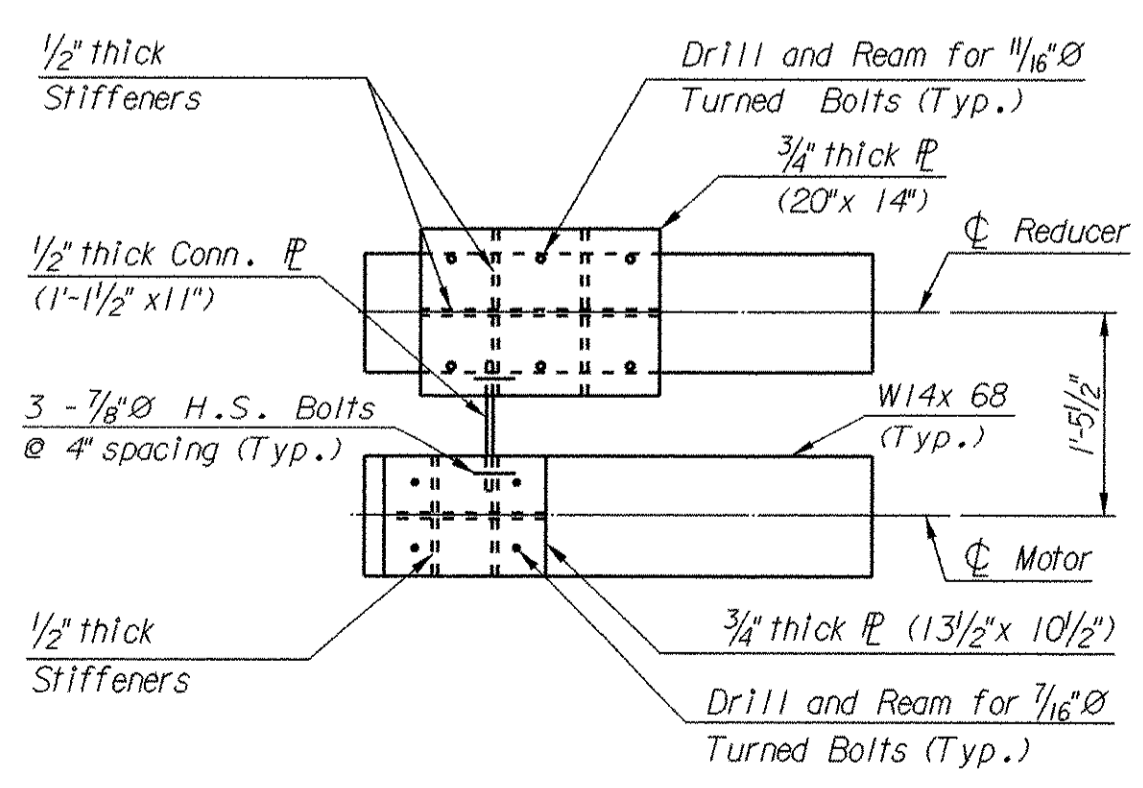 1/2" thick
Stiffeners
Drill and Ream for 11/16"Ø
Turned Bolts (Typ.)
3/4" thick ⅊
(20"x 14")
℄ Reducer
1/2" thick Conn. ⅊
(1'-1 1/2" x11")
3 - 7/8"Ø H.S. Bolts
@ 4" spacing (Typ.)
W14x 68
(Typ.)
1'-5 1/2"
℄ Motor
1/2" thick
Stiffeners
3/4" thick ⅊ (13 1/2"x 10 1/2")
Drill and Ream for 7/16"Ø
Turned Bolts (Typ.)